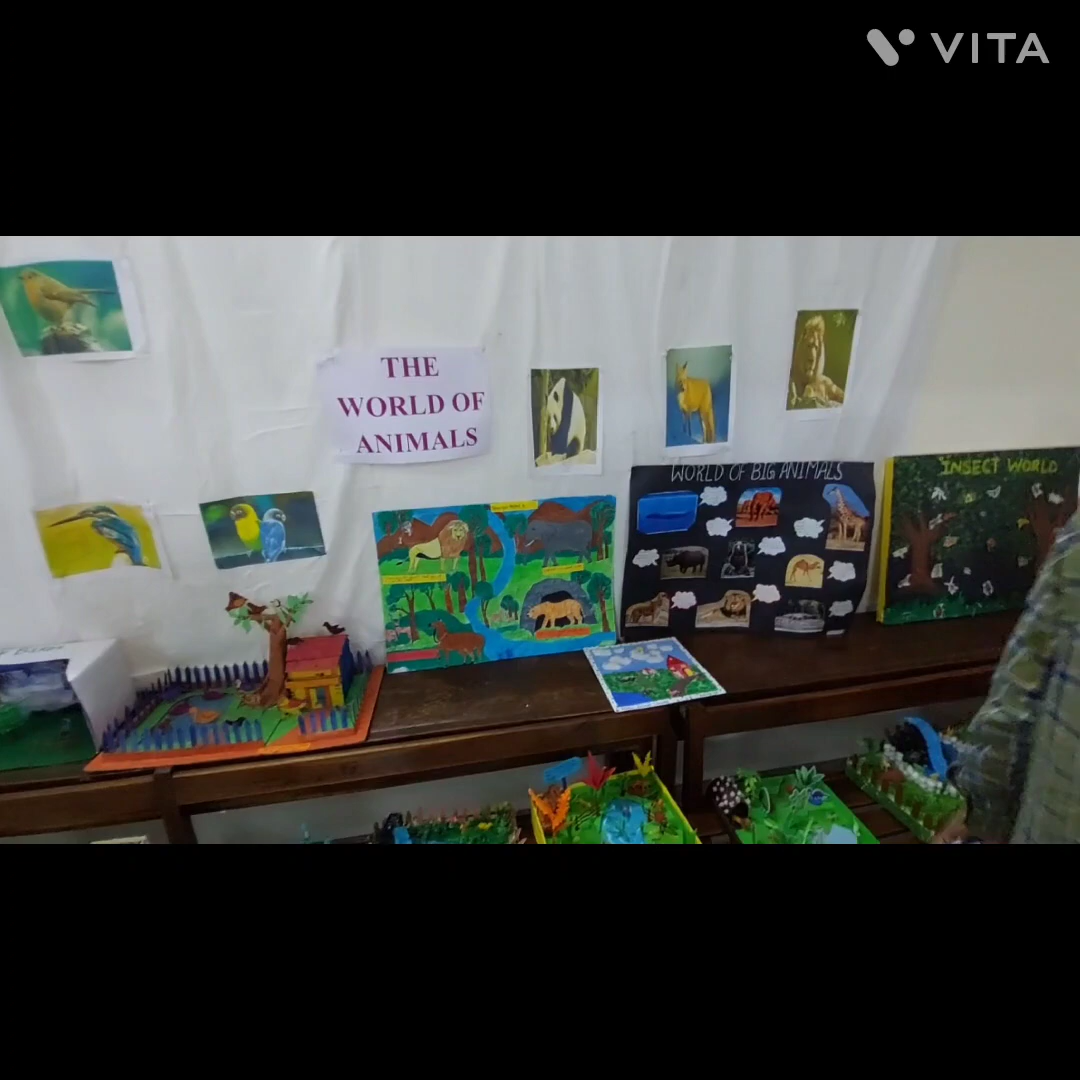 VITA
THE
WORLD OF
ANIMALS
WORLD OF BIG ANIMALS
INSECT WORLD